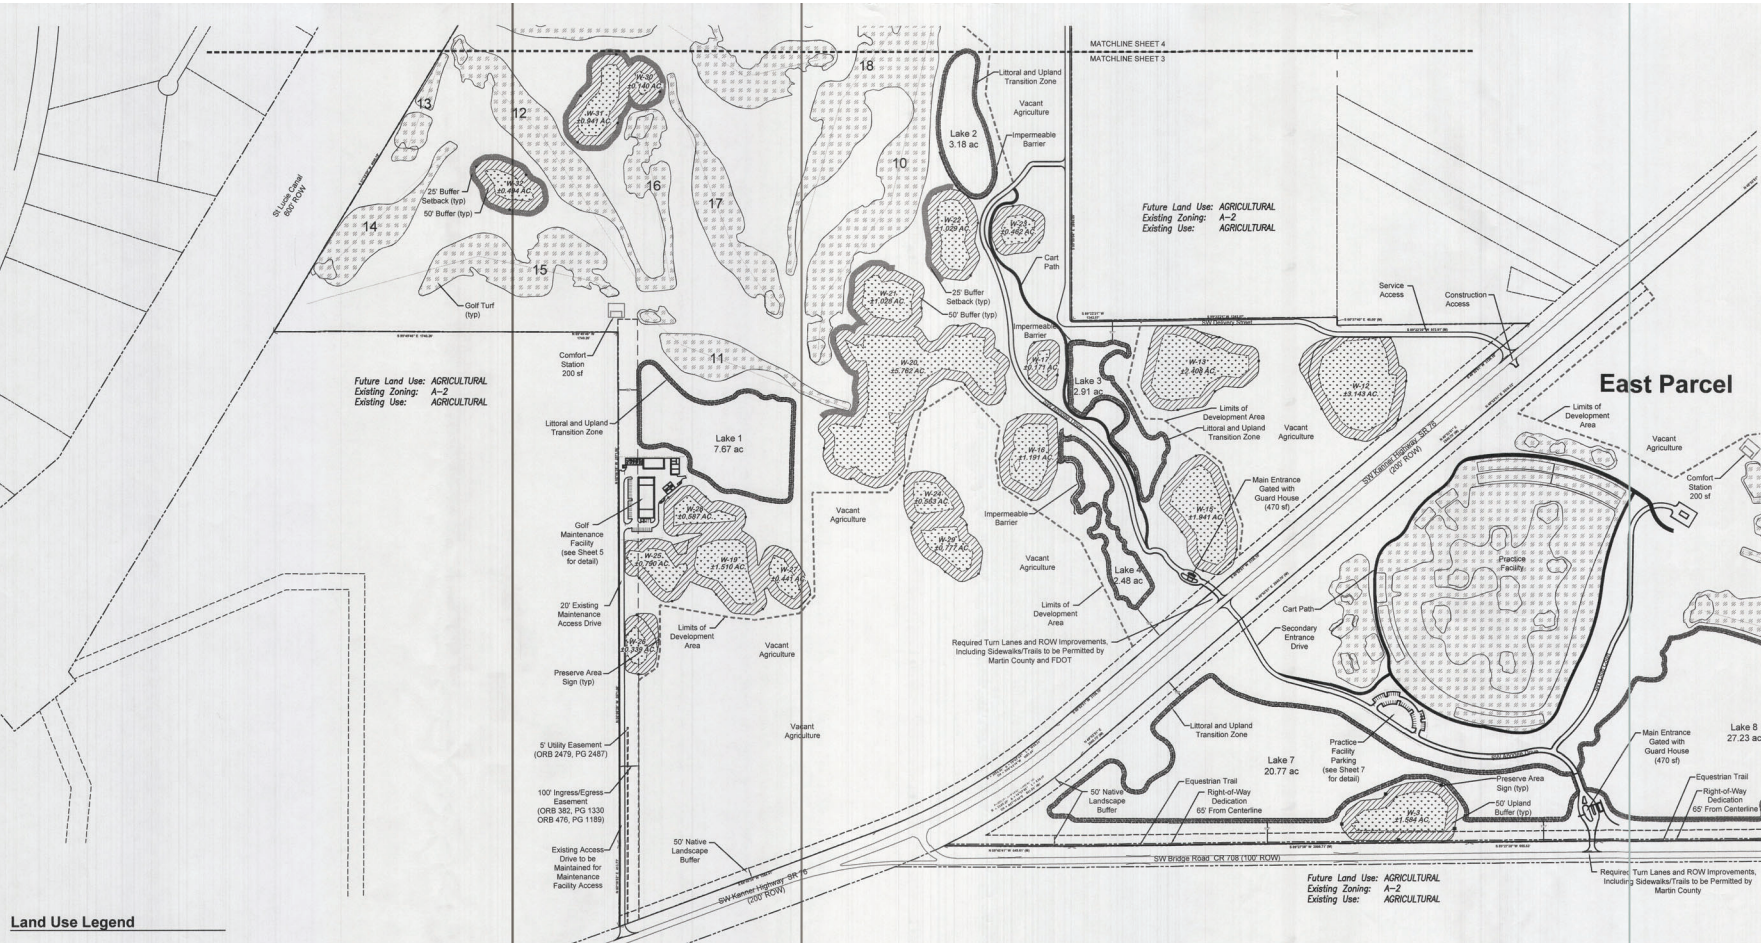 MATCHLINE SHEET 4
MATCHLINE SHEET 3
18
13
12
W-30
±0.140 AC.
W-31
±0.941 AC.
Littoral and Upland
Transition Zone
Vacant
Agriculture
Lake 2
3.18 ac
Impermeable
Barrier
10
16
17
14
15
St Lucie Canal
600' ROW
25' Buffer
Setback (typ)
50' Buffer (typ)
W-32
W-22
±1.029 AC.
W-23
±0.462 AC.
Cart
Path
Future Land Use: AGRICULTURAL
Existing Zoning: A-2
Existing Use: AGRICULTURAL
Golf Turf
(typ)
W-21
25' Buffer
Setback (typ)
50' Buffer (typ)
Service
Access
Construction
Access
Impermeable
Barrier
SW Delivery Street
Comfort
Station
200 sf
11
W-20
±5.762 AC.
W-17
±0.171 AC.
Lake 3
2.91 ac
W-13
±2.408 AC.
W-12
±3.143 AC.
East Parcel
Future Land Use: AGRICULTURAL
Existing Zoning: A-2
Existing Use: AGRICULTURAL
Littoral and Upland
Transition Zone
Lake 1
7.67 ac
Limits of
Development Area
Littoral and Upland
Transition Zone
Vacant
Agriculture
Limits of
Development
Area
Vacant
Agriculture
SW Kanner Highway SR 76
(200' ROW)
W-16
±1.191 AC.
Main Entrance
Gated with
Guard House
(470 sf)
Comfort
Station
200 sf
W-24
±0.563 AC.
W-15
±1.941 AC.
Vacant
Agriculture
Impermeable
Barrier
Golf
Maintenance
Facility
(see Sheet 5
for detail)
W-28
±0.587 AC.
W-29
±0.777 AC.
W-25
±0.790 AC.
W-19
±1.510 AC.
W-27
±0.441 AC.
Vacant
Agriculture
Lake 4
2.48 ac
Practice
Facility
20' Existing
Maintenance
Access Drive
Limits of
Development
Area
Cart Path
Secondary
Entrance
Drive
Limits of
Development
Area
W-26
±0.339 AC.
Vacant
Agriculture
Required Turn Lanes and ROW Improvements,
Including Sidewalks/Trails to be Permitted by
Martin County and FDOT
Preserve Area
Sign (typ)
Vacant
Agriculture
Littoral and Upland
Transition Zone
Lake 8
27.23 ac
5' Utility Easement
(ORB 2479, PG 2487)
Practice
Facility
Parking
(see Sheet 7
for detail)
Main Entrance
Gated with
Guard House
(470 sf)
Lake 7
20.77 ac
100' Ingress/Egress
Easement
(ORB 382, PG 1330
ORB 476, PG 1189)
50' Native
Landscape
Buffer
Equestrian Trail
Right-of-Way
Dedication
65' From Centerline
Preserve Area
Sign (typ)
Equestrian Trail
Right-of-Way
Dedication
65' From Centerline
W-3
±1.584 AC.
50' Upland
Buffer (typ)
Existing Access
Drive to be
Maintained for
Maintenance
Facility Access
50' Native
Landscape
Buffer
SW Bridge Road CR 708 (100' ROW)
SW Kanner Highway SR 76
(200' ROW)
Future Land Use: AGRICULTURAL
Existing Zoning: A-2
Existing Use: AGRICULTURAL
Required Turn Lanes and ROW Improvements,
Including Sidewalks/Trails to be Permitted by
Martin County
Land Use Legend